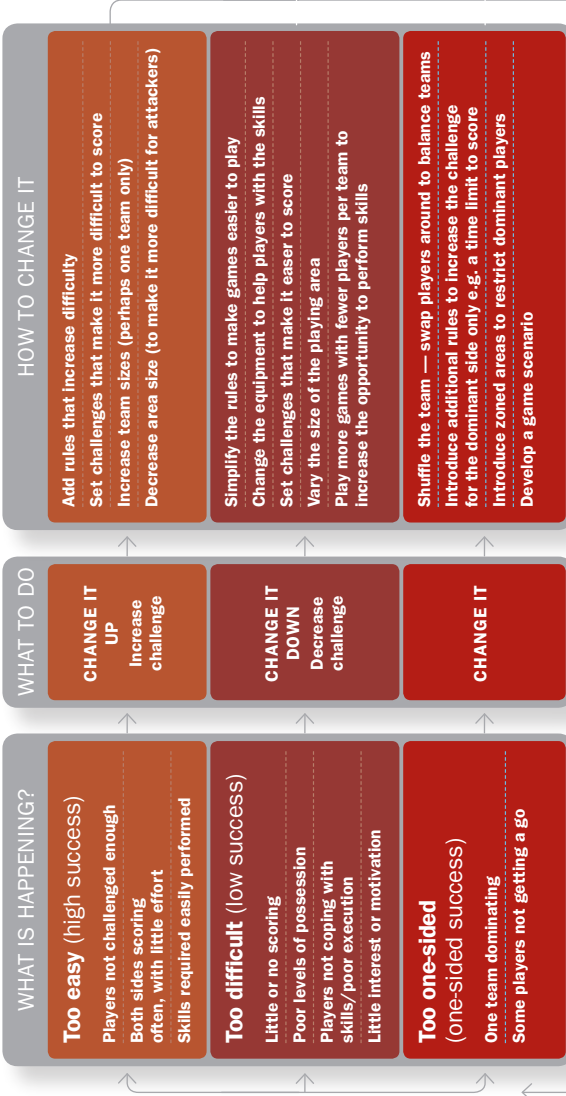 WHAT IS HAPPENING?
Too easy (high success)
Players not challenged enough
Both sides scoring
often, with little effort
Skills required easily performed
Too difficult (low success)
Little or no scoring
Poor levels of possession
Players not coping with
skills/poor execution
Little interest or motivation
Too one-sided
(one-sided success)
One team dominating
Some players not getting a go
WHAT TO DO
CHANGE IT
UP
Increase
challenge
CHANGE IT
DOWN
Decrease
challenge
CHANGE IT
HOW TO CHANGE IT
Add rules that increase difficulty
Set challenges that make it more difficult to score
Increase team sizes (perhaps one team only)
Decrease area size (to make it more difficult for attackers)
Simplify the rules to make games easier to play
Change the equipment to help players with the skills
Set challenges that make it easier to score
Vary the size of the playing area
Play more games with fewer players per team to
increase the opportunity to perform skills
Shuffle the team — swap players around to balance teams
Introduce additional rules to increase the challenge
for the dominant side only e.g. a time limit to score
Introduce zoned areas to restrict dominant players
Develop a game scenario